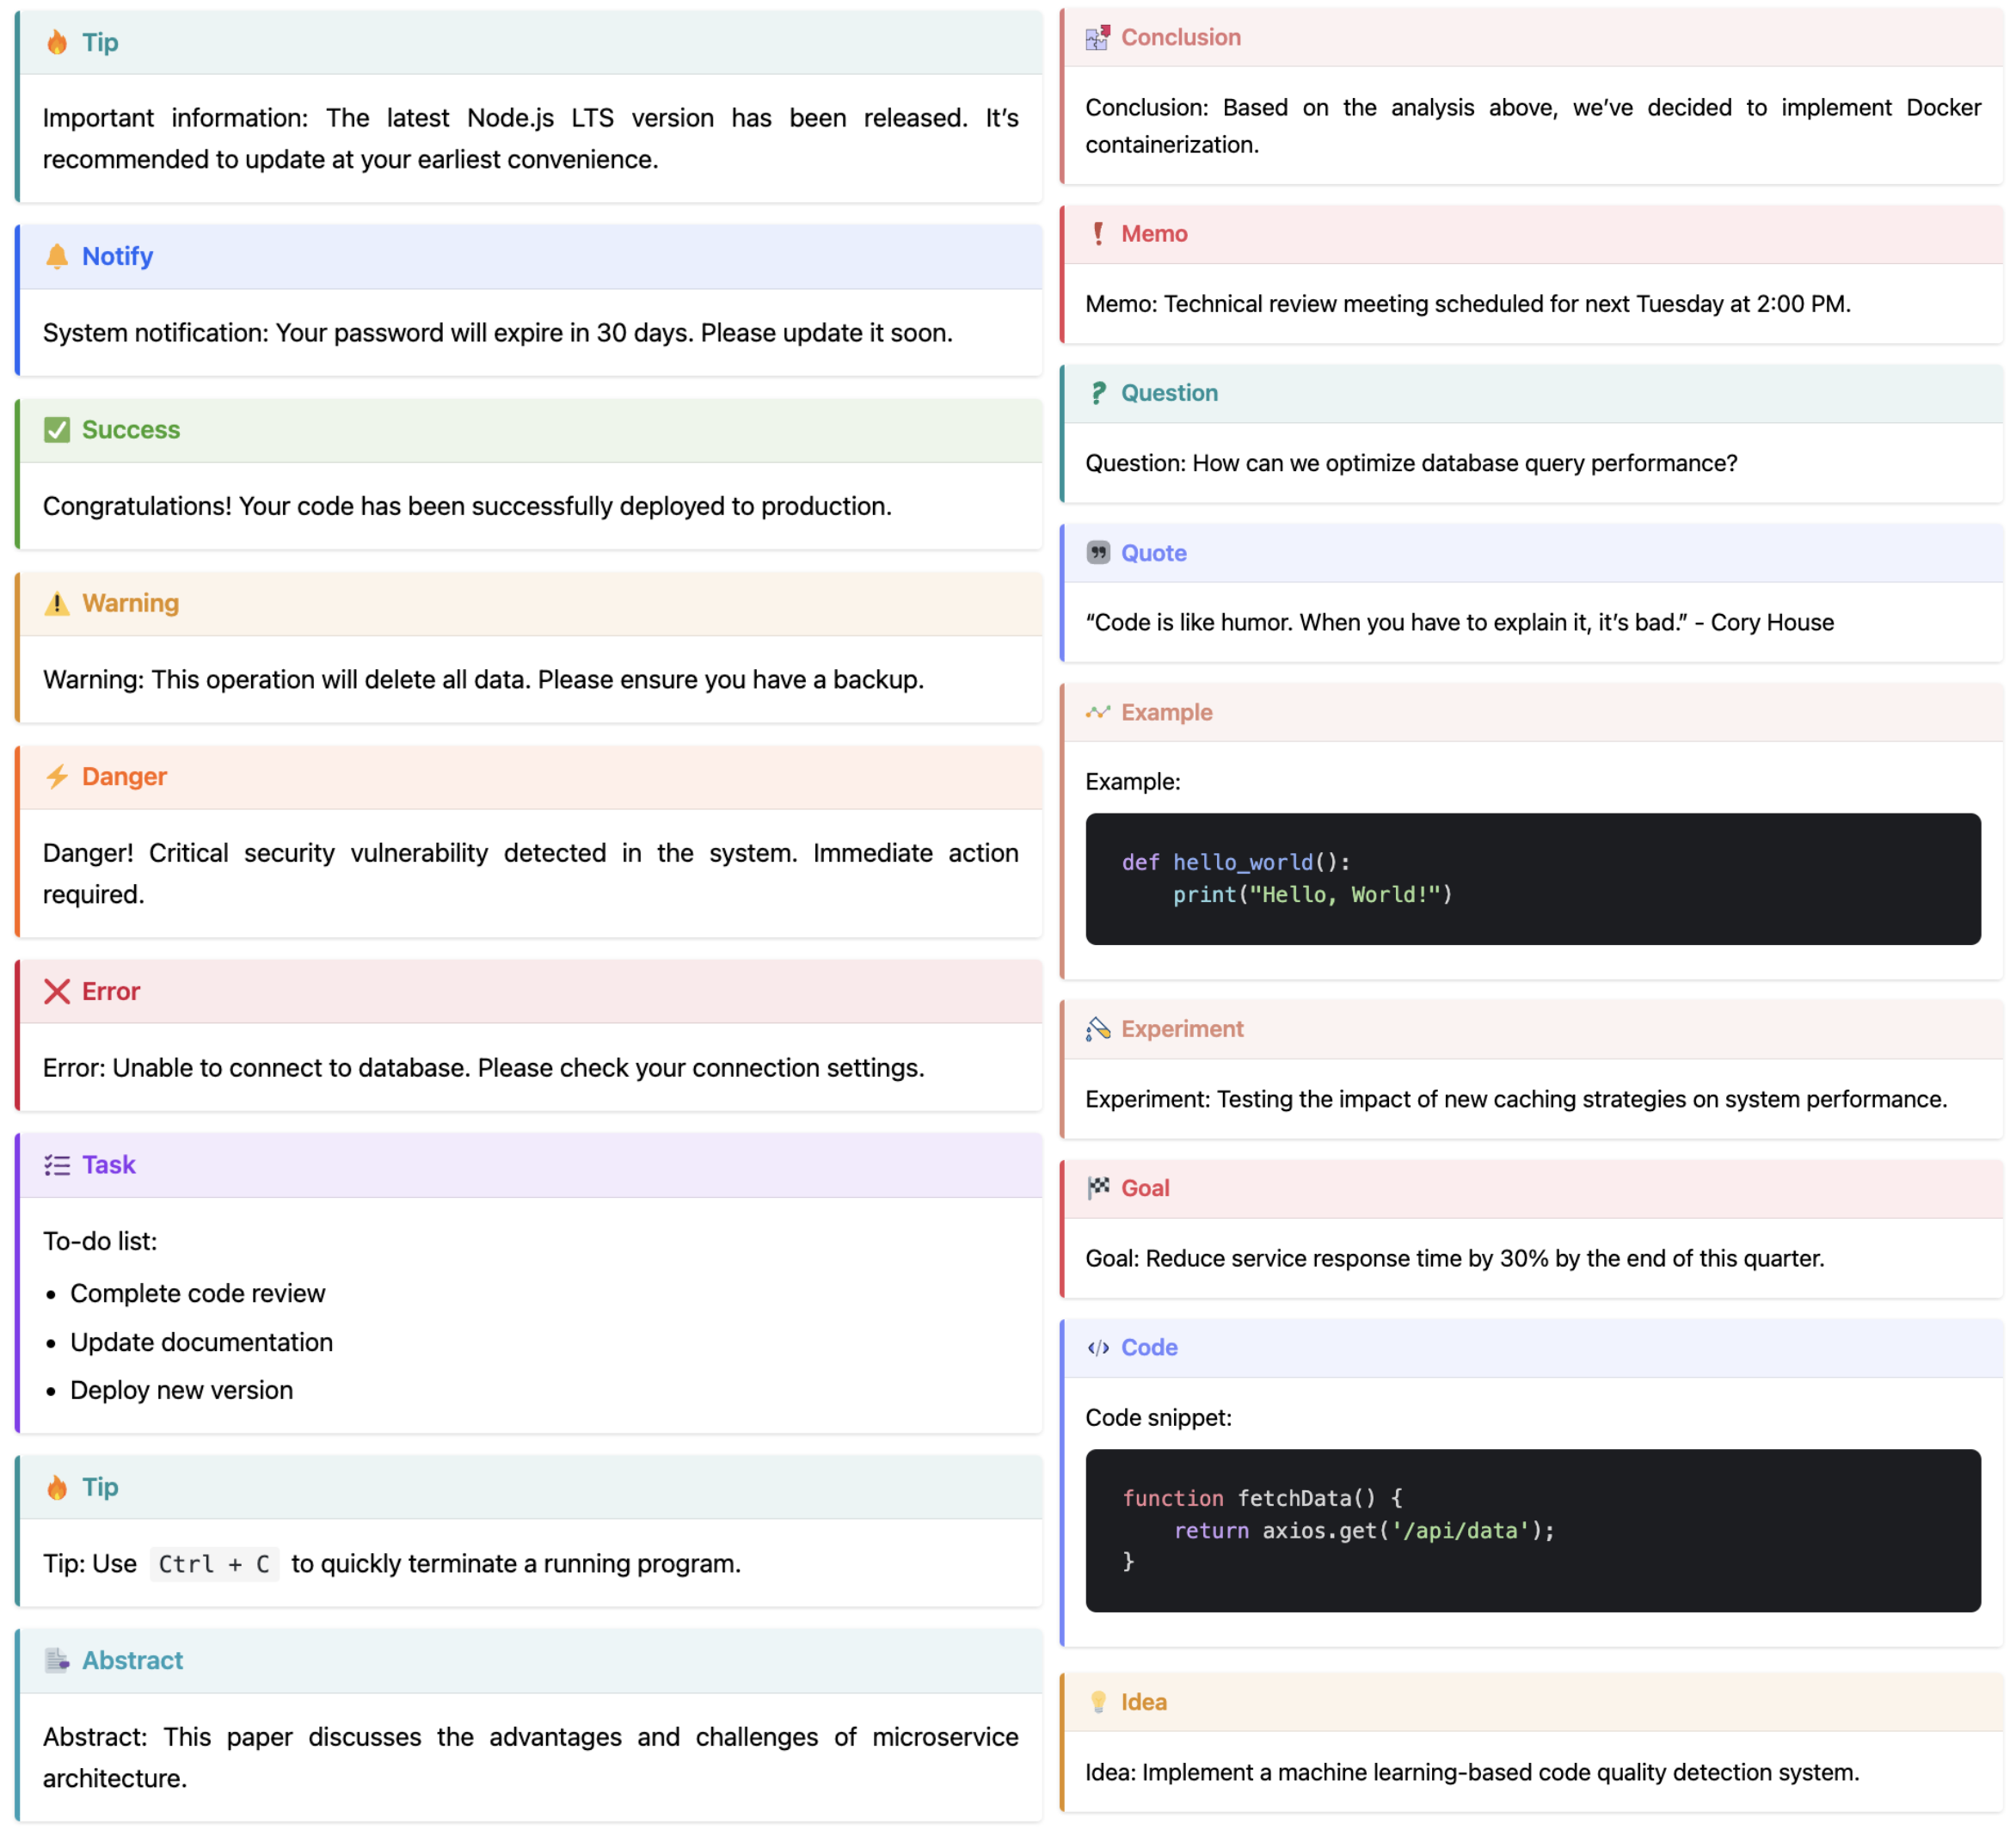 Tip
Important information: The latest Node.js LTS version has been released. It’s
recommended to update at your earliest convenience.
Notify
System notification: Your password will expire in 30 days. Please update it soon.
Success
Congratulations! Your code has been successfully deployed to production.
Warning
Warning: This operation will delete all data. Please ensure you have a backup.
Danger
Danger! Critical security vulnerability detected in the system. Immediate action
required.
Error
Error: Unable to connect to database. Please check your connection settings.
Task
To-do list:
• Complete code review
• Update documentation
• Deploy new version
Tip
Tip: Use Ctrl + C to quickly terminate a running program.
Abstract
Abstract: This paper discusses the advantages and challenges of microservice
architecture.
Conclusion
Conclusion: Based on the analysis above, we’ve decided to implement Docker
containerization.
Memo
Memo: Technical review meeting scheduled for next Tuesday at 2:00 PM.
Question
Question: How can we optimize database query performance?
Quote
“Code is like humor. When you have to explain it, it’s bad.” - Cory House
Example
Example:
def hello_world():
    print("Hello, World!")
Experiment
Experiment: Testing the impact of new caching strategies on system performance.
Goal
Goal: Reduce service response time by 30% by the end of this quarter.
Code
Code snippet:
function fetchData() {
    return axios.get('/api/data');
}
Idea
Idea: Implement a machine learning-based code quality detection system.